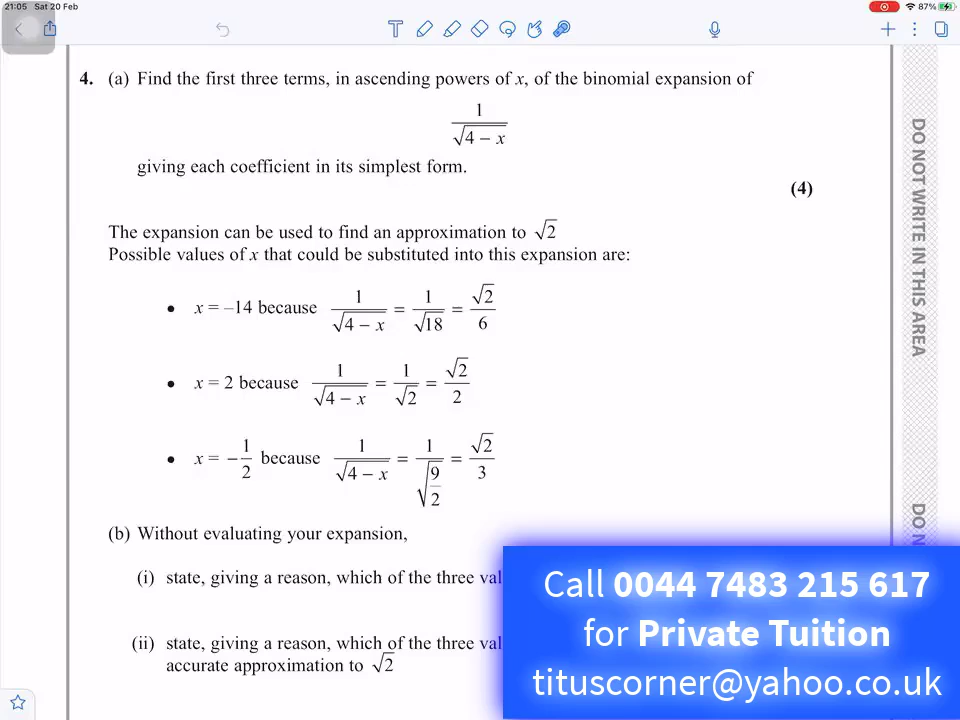 21:05 Sat 20 Feb
87%
4. (a) Find the first three terms, in ascending powers of x, of the binomial expansion of
1/√(4 − x)
giving each coefficient in its simplest form.
(4)
The expansion can be used to find an approximation to √2
Possible values of x that could be substituted into this expansion are:
• x = –14 because 1/√(4 − x) = 1/√18 = √2/6
• x = 2 because 1/√(4 − x) = 1/√2 = √2/2
• x = −1/2 because 1/√(4 − x) = 1/√(9/2) = √2/3
(b) Without evaluating your expansion,
(i) state, giving a reason, which of the three val
(ii) state, giving a reason, which of the three val
accurate approximation to √2
DO NOT WRITE IN THIS AREA
DO N
Call 0044 7483 215 617
for Private Tuition
tituscorner@yahoo.co.uk